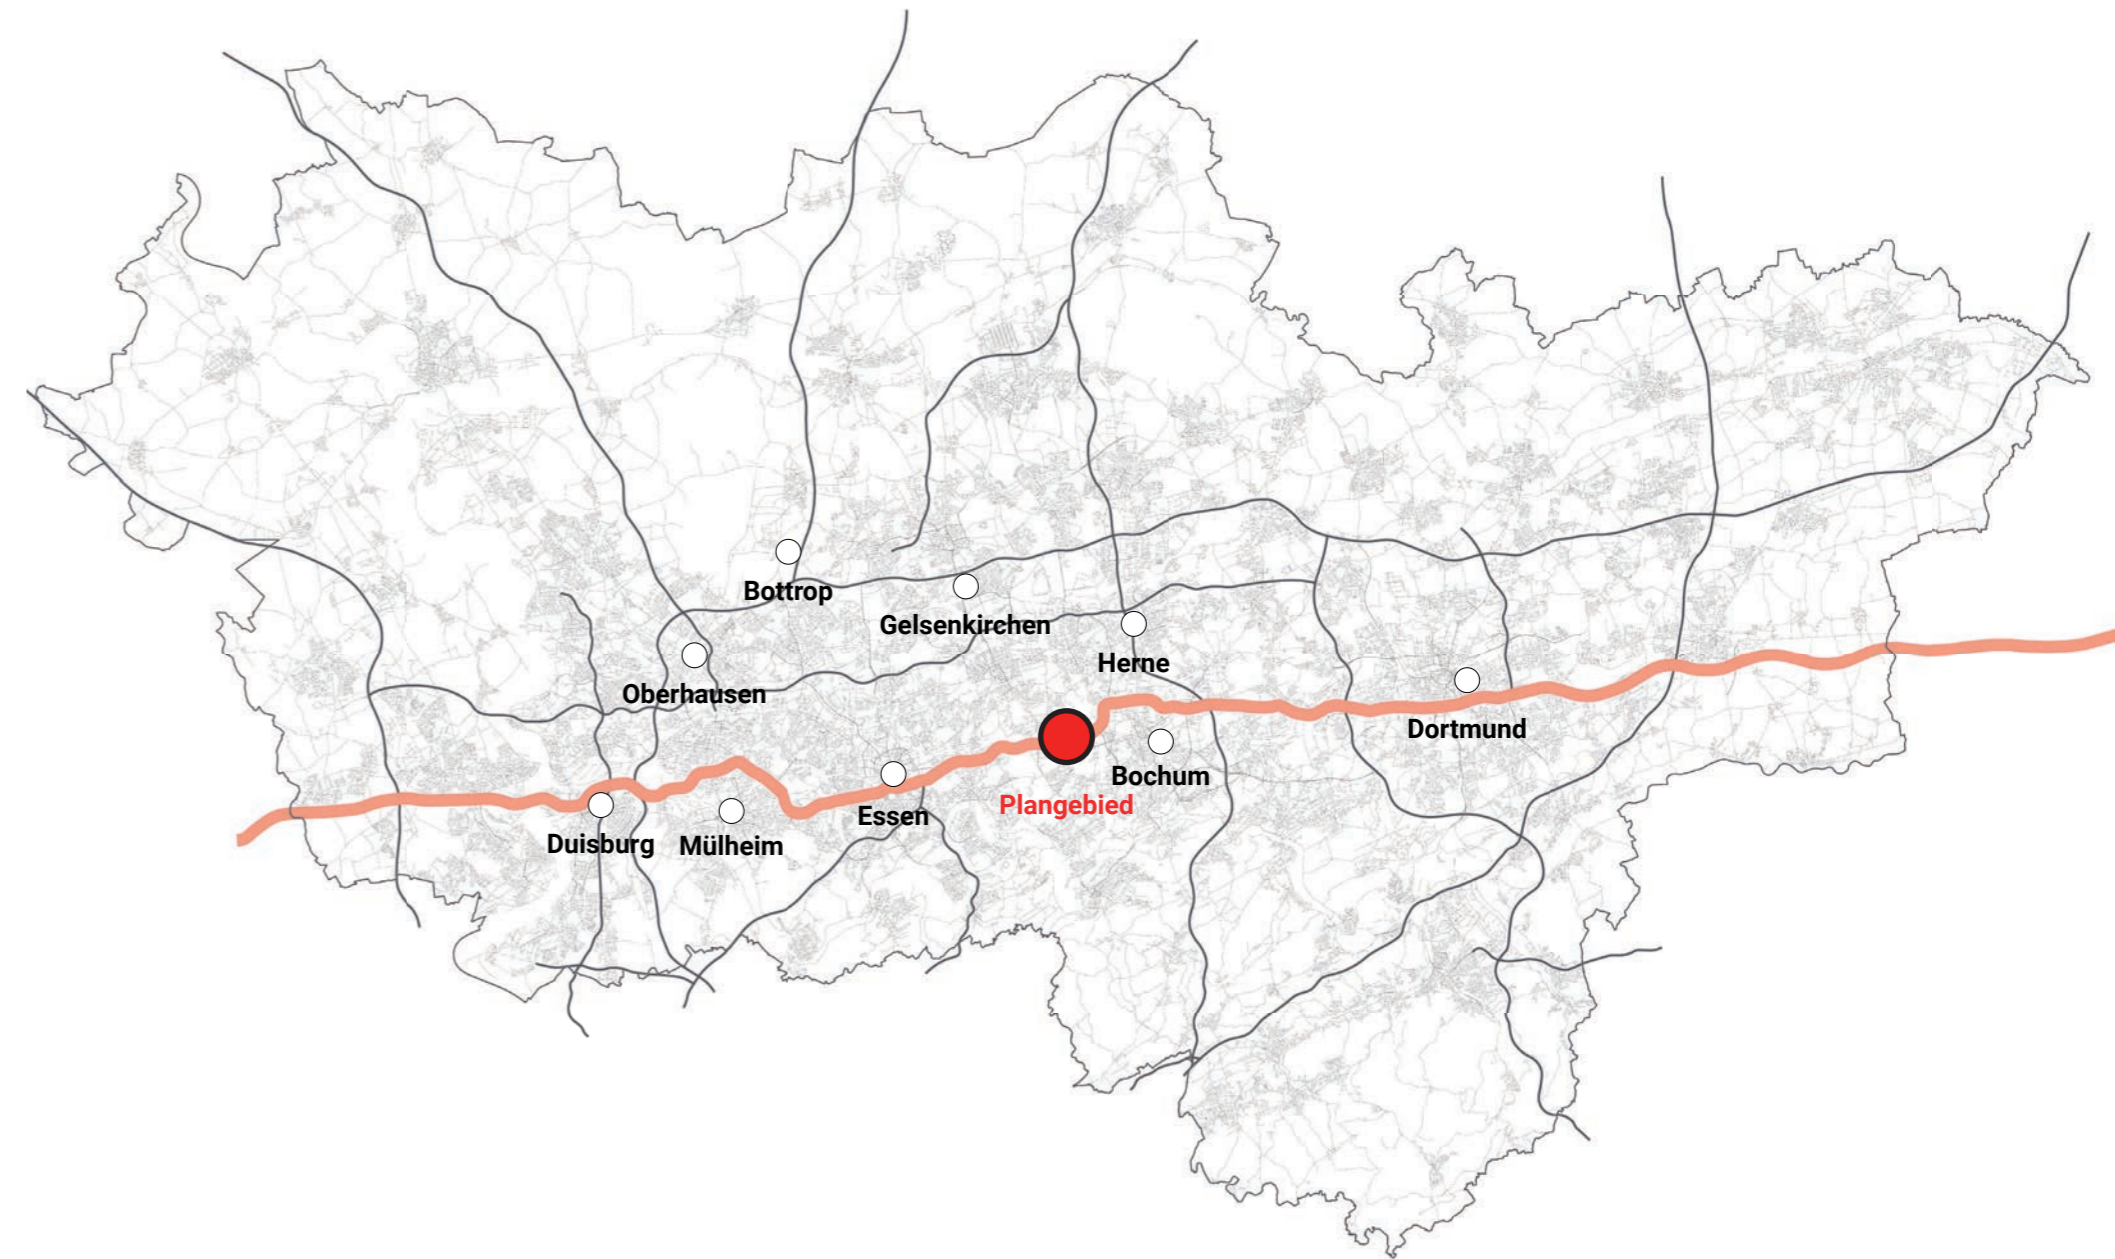 Bottrop
Gelsenkirchen
Herne
Oberhausen
Dortmund
Bochum
Plangebied
Essen
Duisburg
Mülheim